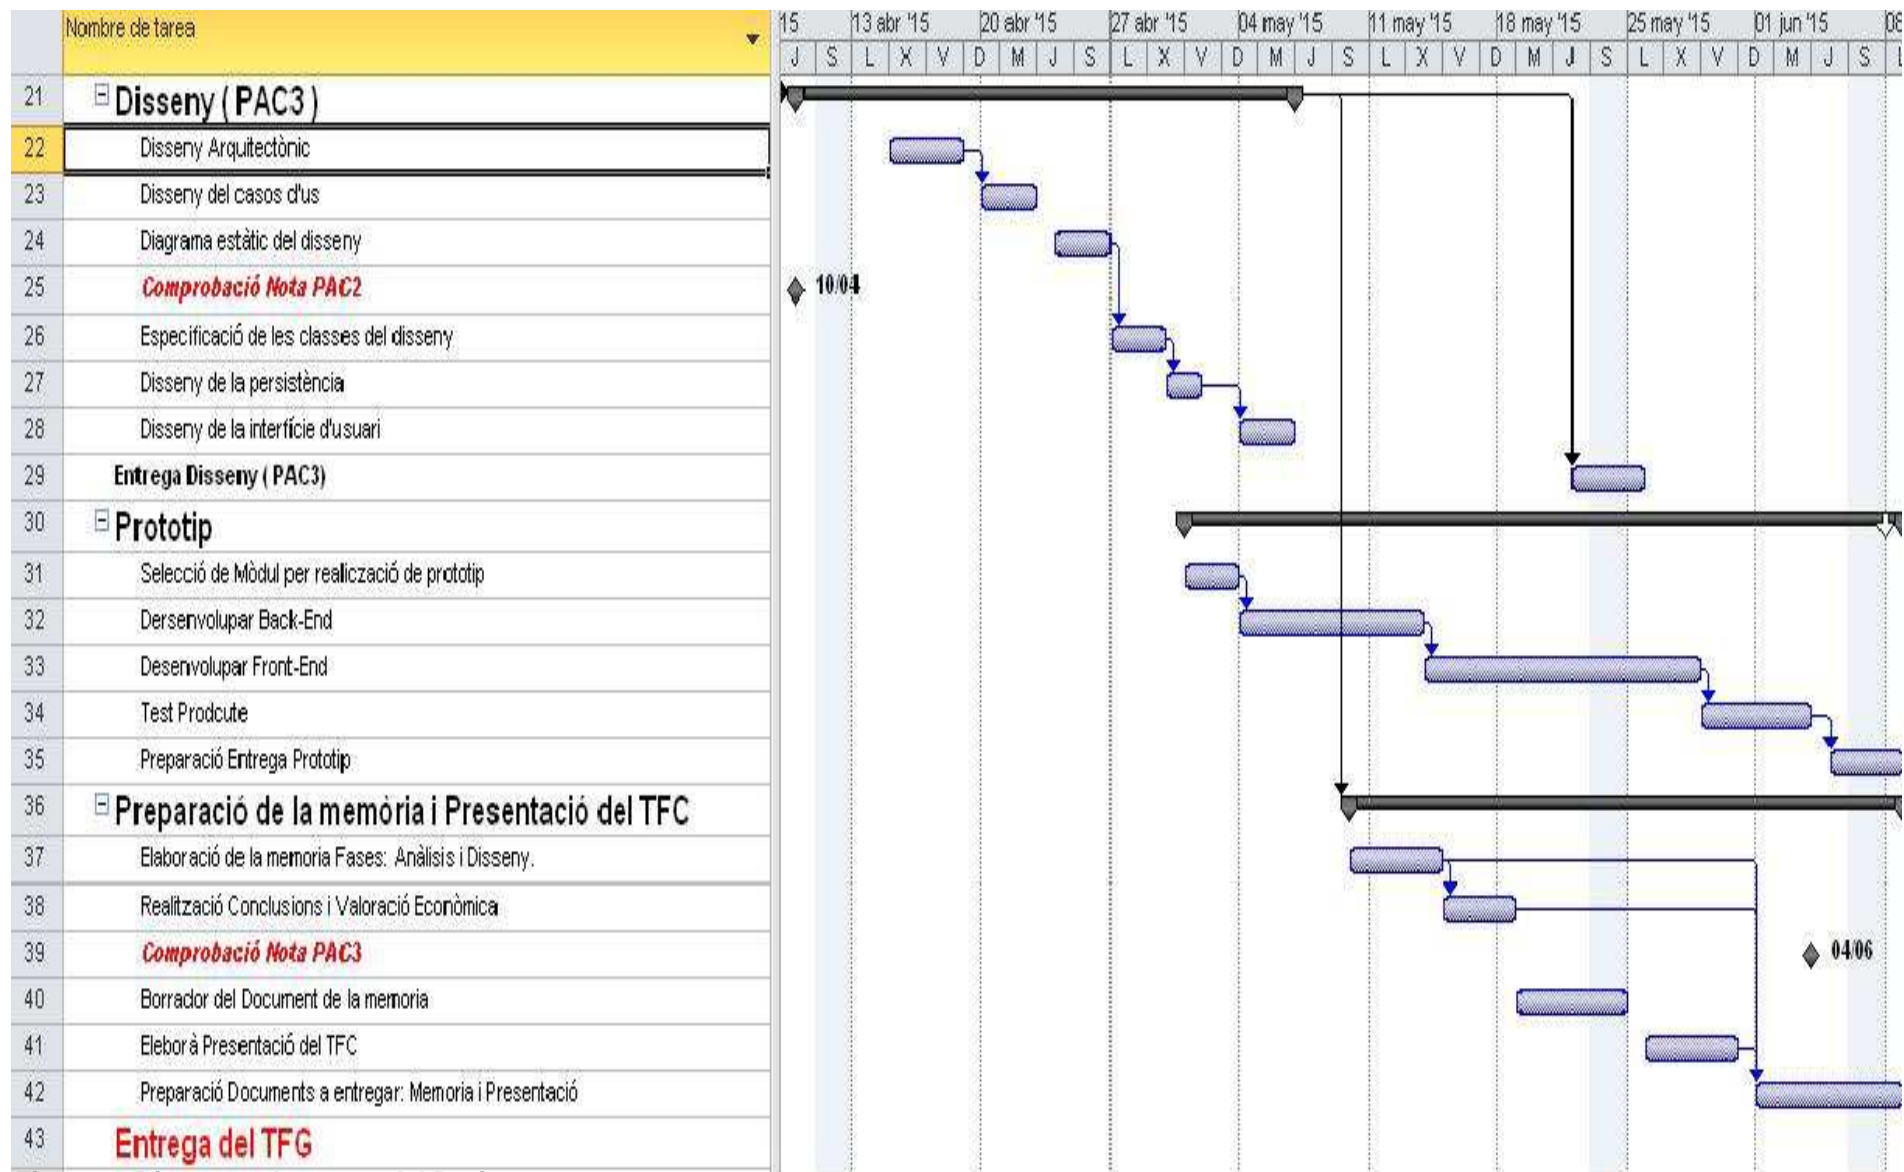 Nombre de tarea
15 13 abr '15 20 abr '15 27 abr '15 04 may '15 11 may '15 18 may '15 25 may '15 01 jun '15 08
J S L X V D M J S L X V D M J S L X V D M J S L X V D M J S L
21 Disseny ( PAC3 )
22 Disseny Arquitectònic
23 Disseny del casos d'us
24 Diagrama estàtic del disseny
25 Comprobació Nota PAC2 10/04
26 Especificació de les classes del disseny
27 Disseny de la persistència
28 Disseny de la interfície d'usuari
29 Entrega Disseny ( PAC3)
30 Prototip
31 Selecció de Mòdul per realiczació de prototip
32 Dersenvolupar Back-End
33 Desenvolupar Front-End
34 Test Prodcute
35 Preparació Entrega Prototip
36 Preparació de la memòria i Presentació del TFC
37 Elaboració de la memoria Fases: Anàlisis i Disseny.
38 Realització Conclusions i Valoració Econòmica
39 Comprobació Nota PAC3 04/06
40 Borrador del Document de la memoria
41 Eleborà Presentació del TFC
42 Preparació Documents a entregar: Memoria i Presentació
43 Entrega del TFG